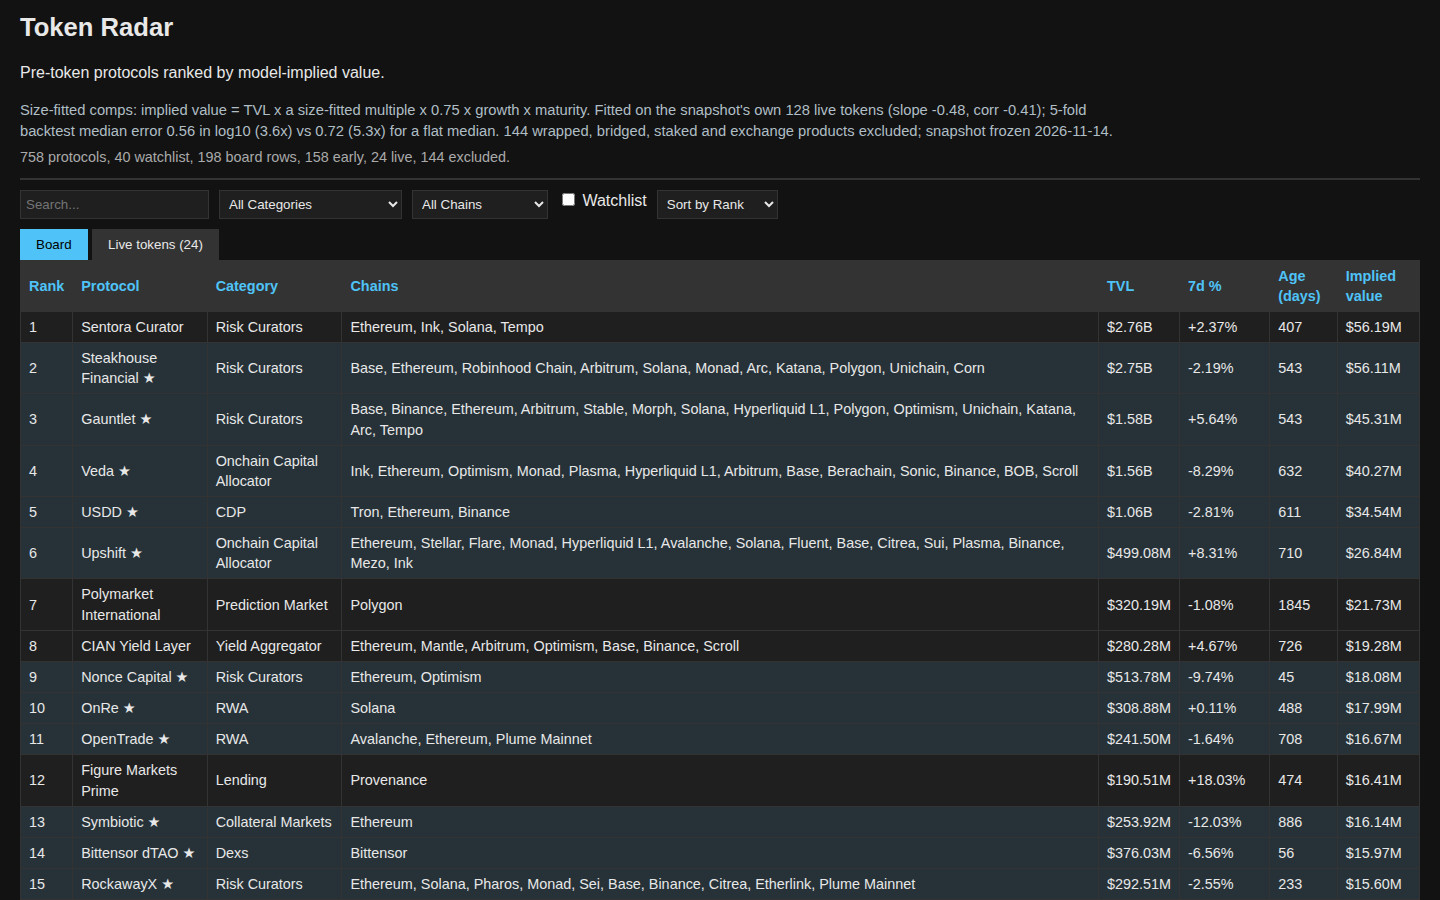 Token Radar
Pre-token protocols ranked by model-implied value.
Size-fitted comps: implied value = TVL x a size-fitted multiple x 0.75 x growth x maturity. Fitted on the snapshot's own 128 live tokens (slope -0.48, corr -0.41); 5-fold
backtest median error 0.56 in log10 (3.6x) vs 0.72 (5.3x) for a flat median. 144 wrapped, bridged, staked and exchange products excluded; snapshot frozen 2026-11-14.
758 protocols, 40 watchlist, 198 board rows, 158 early, 24 live, 144 excluded.
Search... All Categories All Chains Watchlist Sort by Rank
Board Live tokens (24)
Rank Protocol Category Chains TVL 7d % Age (days) Implied value
1 Sentora Curator Risk Curators Ethereum, Ink, Solana, Tempo $2.76B +2.37% 407 $56.19M
2 Steakhouse Financial ★ Risk Curators Base, Ethereum, Robinhood Chain, Arbitrum, Solana, Monad, Arc, Katana, Polygon, Unichain, Corn $2.75B -2.19% 543 $56.11M
3 Gauntlet ★ Risk Curators Base, Binance, Ethereum, Arbitrum, Stable, Morph, Solana, Hyperliquid L1, Polygon, Optimism, Unichain, Katana, Arc, Tempo $1.58B +5.64% 543 $45.31M
4 Veda ★ Onchain Capital Allocator Ink, Ethereum, Optimism, Monad, Plasma, Hyperliquid L1, Arbitrum, Base, Berachain, Sonic, Binance, BOB, Scroll $1.56B -8.29% 632 $40.27M
5 USDD ★ CDP Tron, Ethereum, Binance $1.06B -2.81% 611 $34.54M
6 Upshift ★ Onchain Capital Allocator Ethereum, Stellar, Flare, Monad, Hyperliquid L1, Avalanche, Solana, Fluent, Base, Citrea, Sui, Plasma, Binance, Mezo, Ink $499.08M +8.31% 710 $26.84M
7 Polymarket International Prediction Market Polygon $320.19M -1.08% 1845 $21.73M
8 CIAN Yield Layer Yield Aggregator Ethereum, Mantle, Arbitrum, Optimism, Base, Binance, Scroll $280.28M +4.67% 726 $19.28M
9 Nonce Capital ★ Risk Curators Ethereum, Optimism $513.78M -9.74% 45 $18.08M
10 OnRe ★ RWA Solana $308.88M +0.11% 488 $17.99M
11 OpenTrade ★ RWA Avalanche, Ethereum, Plume Mainnet $241.50M -1.64% 708 $16.67M
12 Figure Markets Prime Lending Provenance $190.51M +18.03% 474 $16.41M
13 Symbiotic ★ Collateral Markets Ethereum $253.92M -12.03% 886 $16.14M
14 Bittensor dTAO ★ Dexs Bittensor $376.03M -6.56% 56 $15.97M
15 RockawayX ★ Risk Curators Ethereum, Solana, Pharos, Monad, Sei, Base, Binance, Citrea, Etherlink, Plume Mainnet $292.51M -2.55% 233 $15.60M